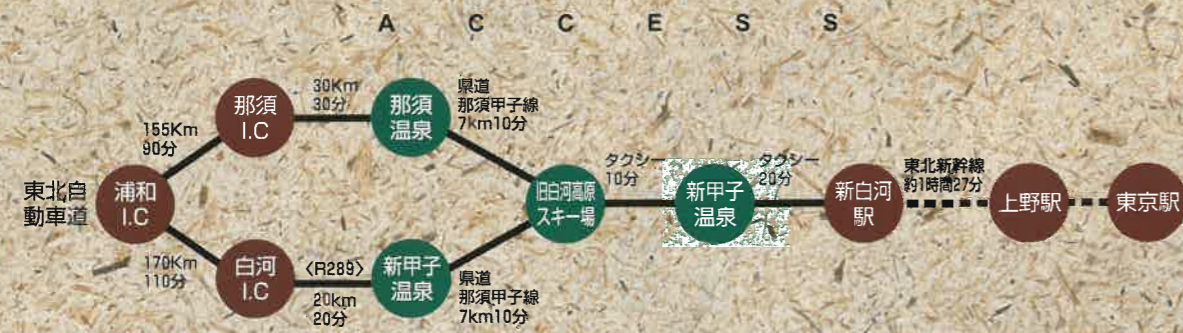 A C C E S S
東北自
動車道
浦和
I.C
155Km
90分
那須
I.C
30Km
30分
那須
温泉
県道
那須甲子線
7km10分
170Km
110分
白河
I.C
〈R289〉
20km
20分
新甲子
温泉
県道
那須甲子線
7km10分
旧白河高原
スキー場
タクシー
10分
新甲子
温泉
タクシー
20分
新白河
駅
東北新幹線
約1時間27分
上野駅
東京駅